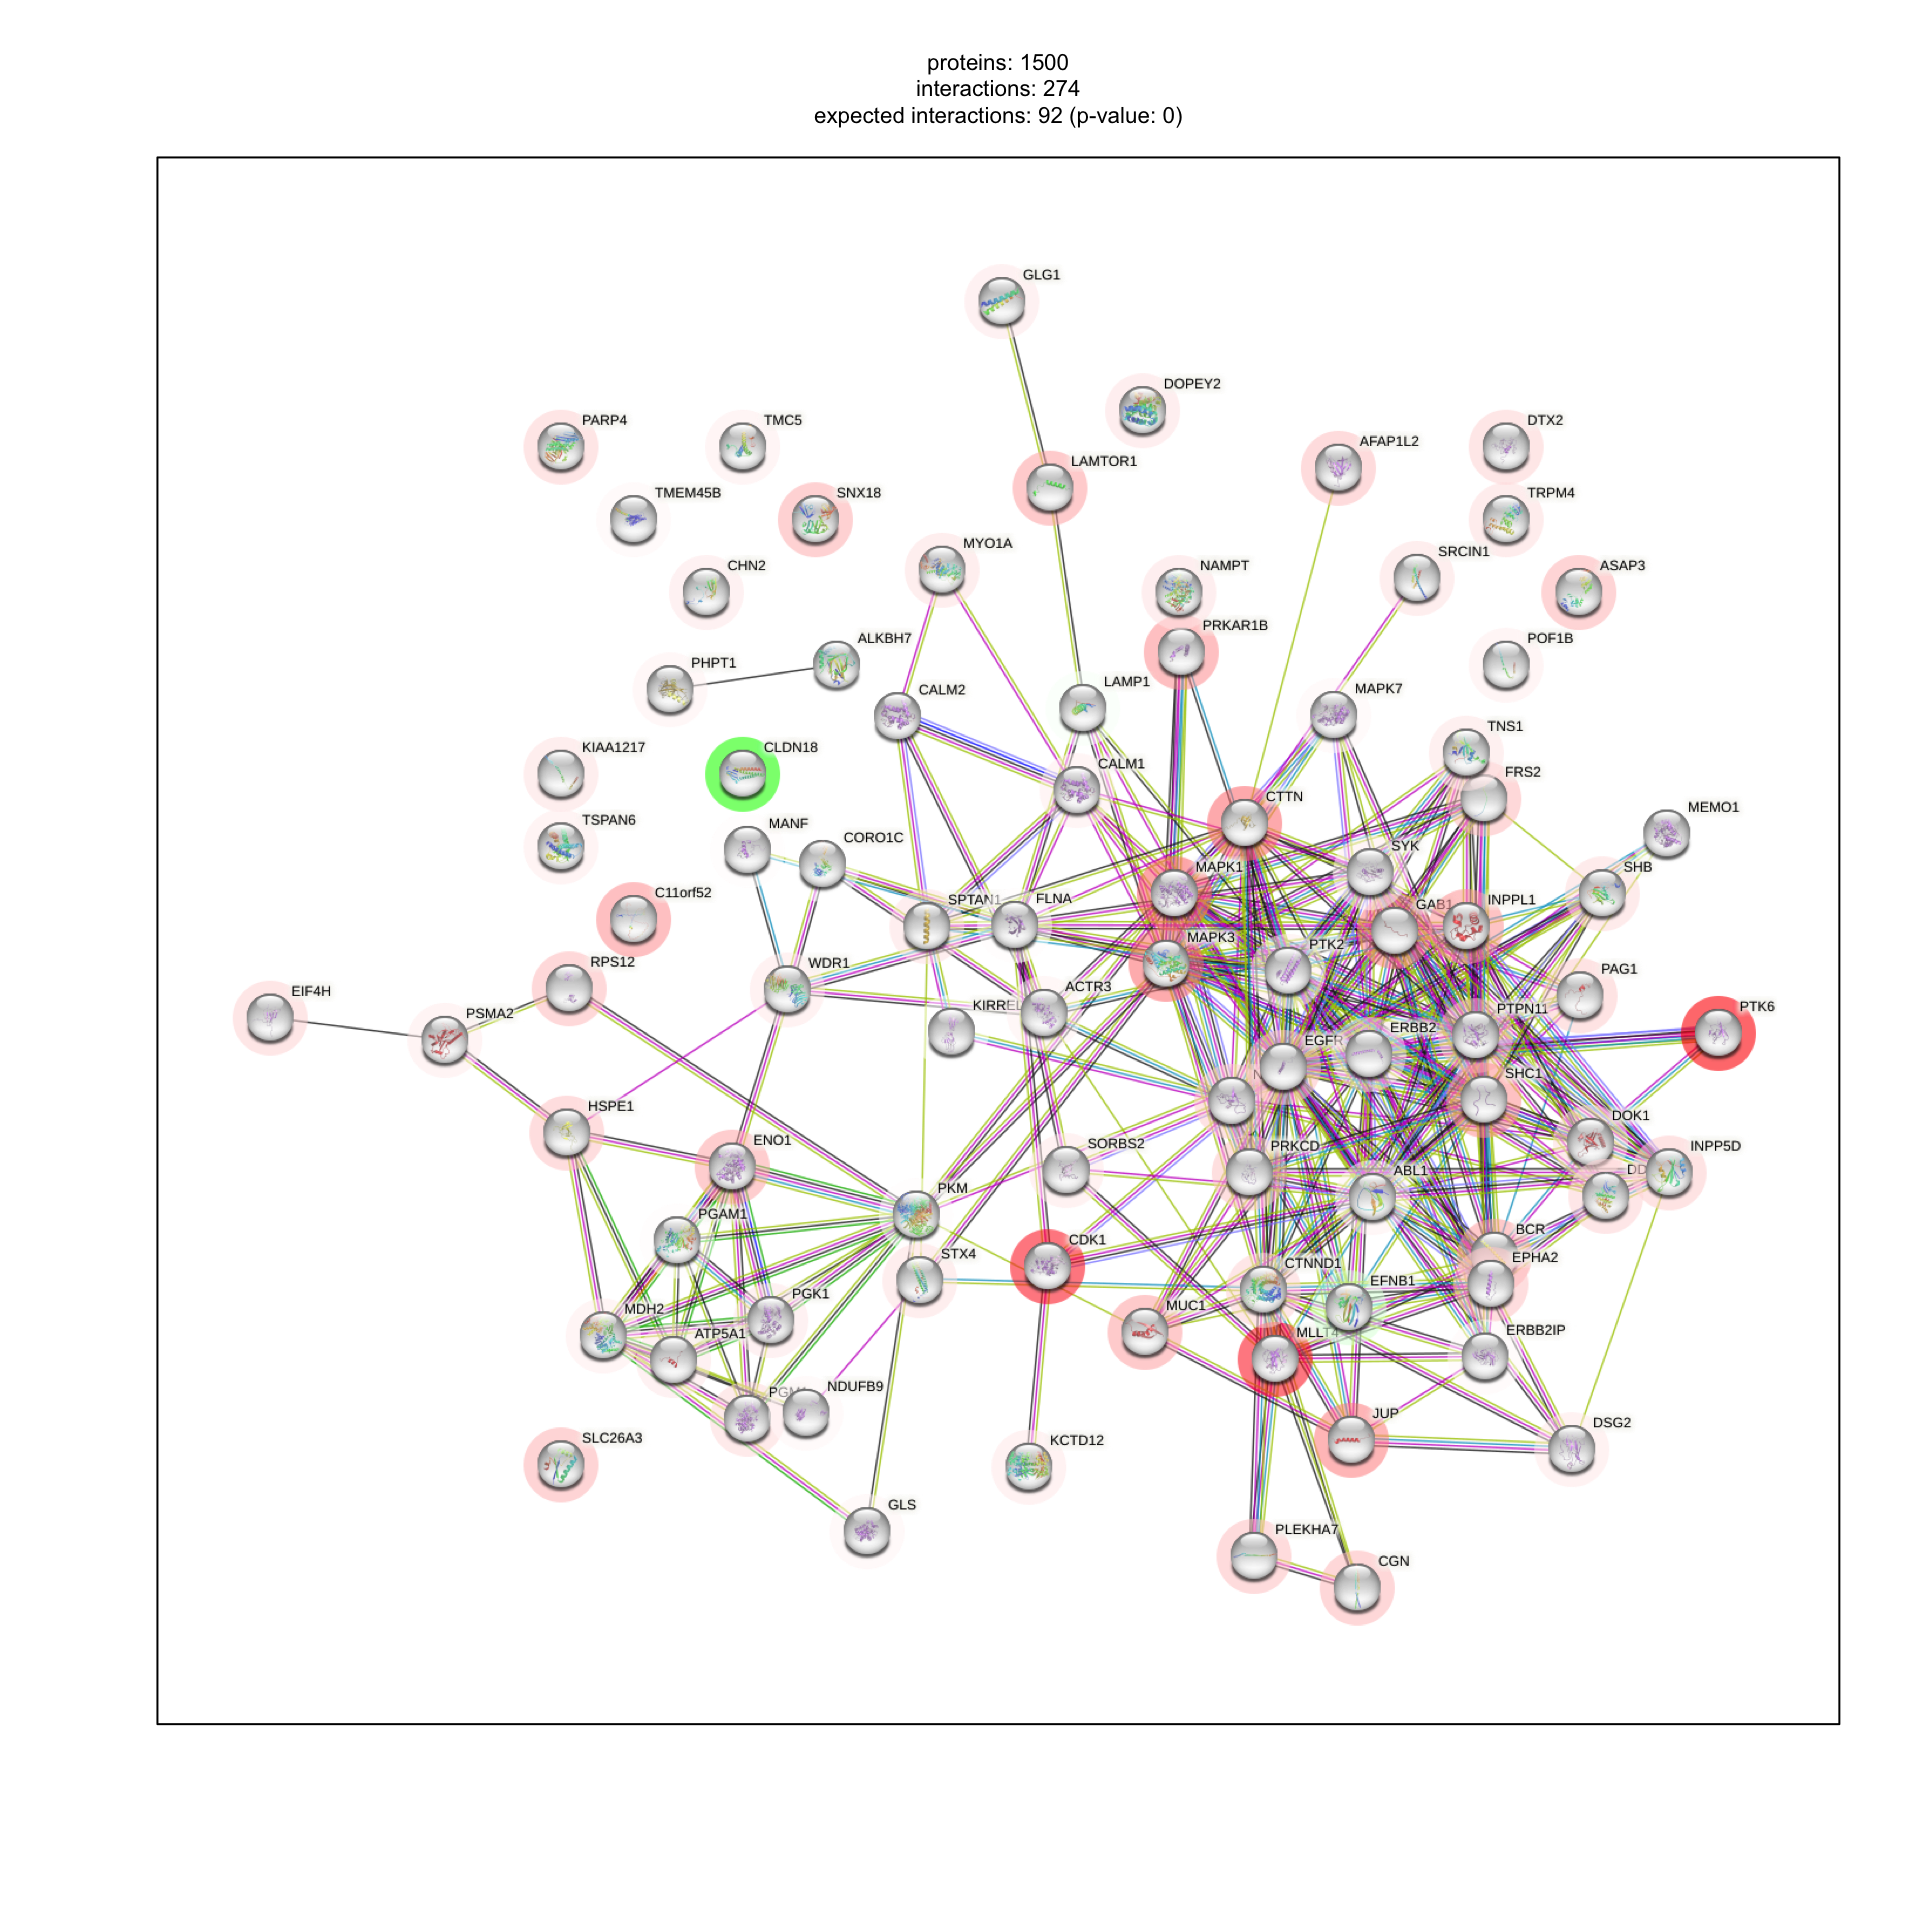 proteins: 1500
interactions: 274
expected interactions: 92 (p-value: 0)
GLG1
DOPEY2
PARP4
TMC5
DTX2
AFAP1L2
LAMTOR1
TMEM45B
SNX18
TRPM4
MYO1A
SRCIN1
CHN2
NAMPT
ASAP3
PRKAR1B
ALKBH7
POF1B
PHPT1
LAMP1
CALM2
MAPK7
TNS1
KIAA1217
CLDN18
CALM1
FRS2
CTTN
MEMO1
TSPAN6
MANF
CORO1C
SYK
SHB
MAPK1
C11orf52
SPTAN1
FLNA
GAB1
INPPL1
MAPK3
PTK2
RPS12
WDR1
PAG1
ACTR3
EIF4H
KIRREL
PTK6
PSMA2
PTPN11
ERBB2
EGFR
SHC1
HSPE1
DOK1
ENO1
SORBS2
PRKCD
INPP5D
ABL1
PKM
PGAM1
BCR
STX4
CDK1
CTNND1
EPHA2
EFNB1
PGK1
MUC1
MDH2
ATP5A1
MLLT4
ERBB2IP
NDUFB9
JUP
DSG2
SLC26A3
KCTD12
GLS
PLEKHA7
CGN